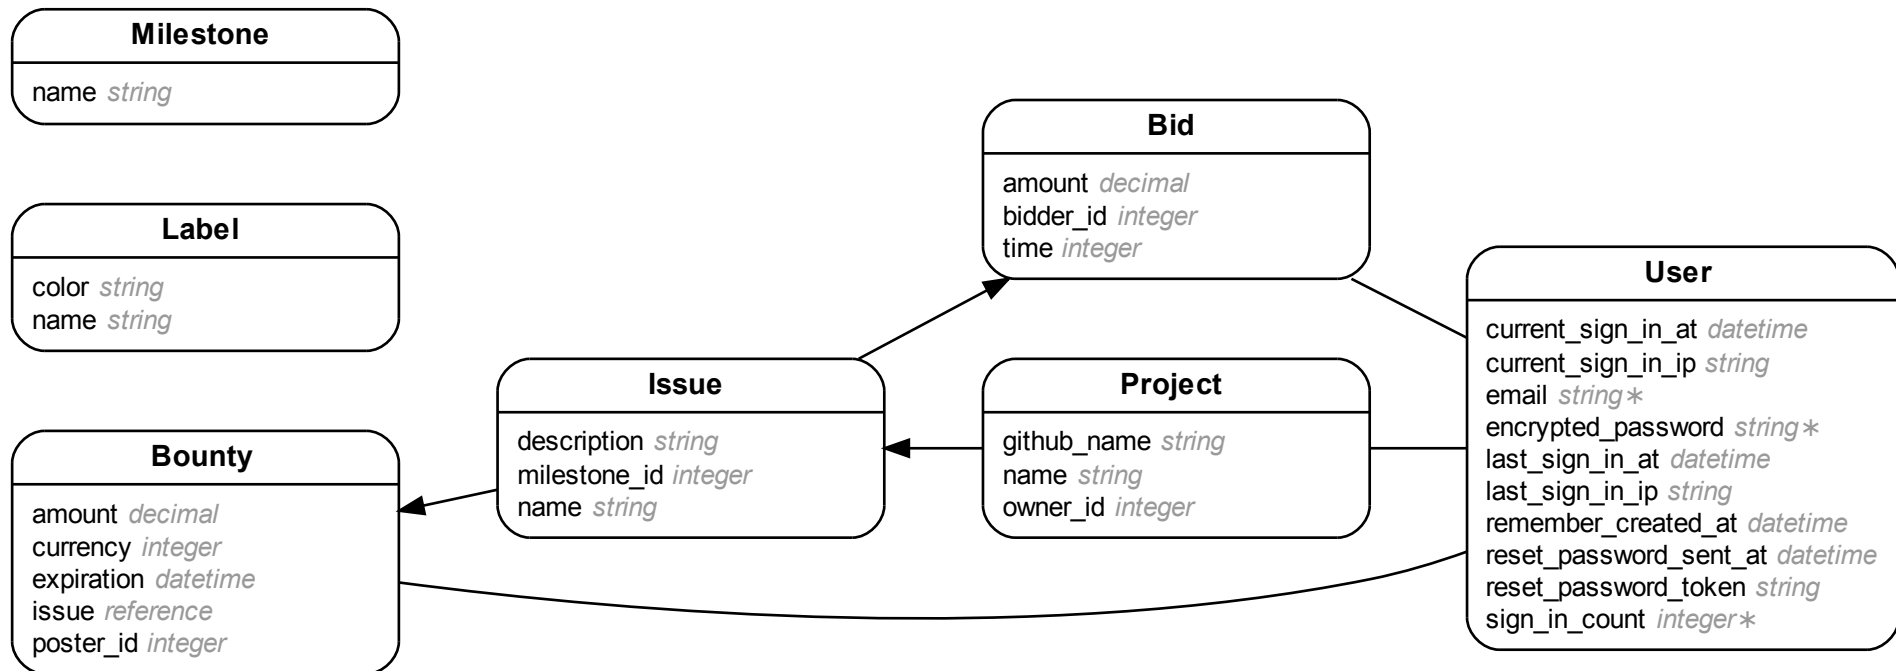 Milestone
name string
Label
color string
name string
Bounty
amount decimal
currency integer
expiration datetime
issue reference
poster_id integer
Issue
description string
milestone_id integer
name string
Bid
amount decimal
bidder_id integer
time integer
Project
github_name string
name string
owner_id integer
User
current_sign_in_at datetime
current_sign_in_ip string
email string∗
encrypted_password string∗
last_sign_in_at datetime
last_sign_in_ip string
remember_created_at datetime
reset_password_sent_at datetime
reset_password_token string
sign_in_count integer∗